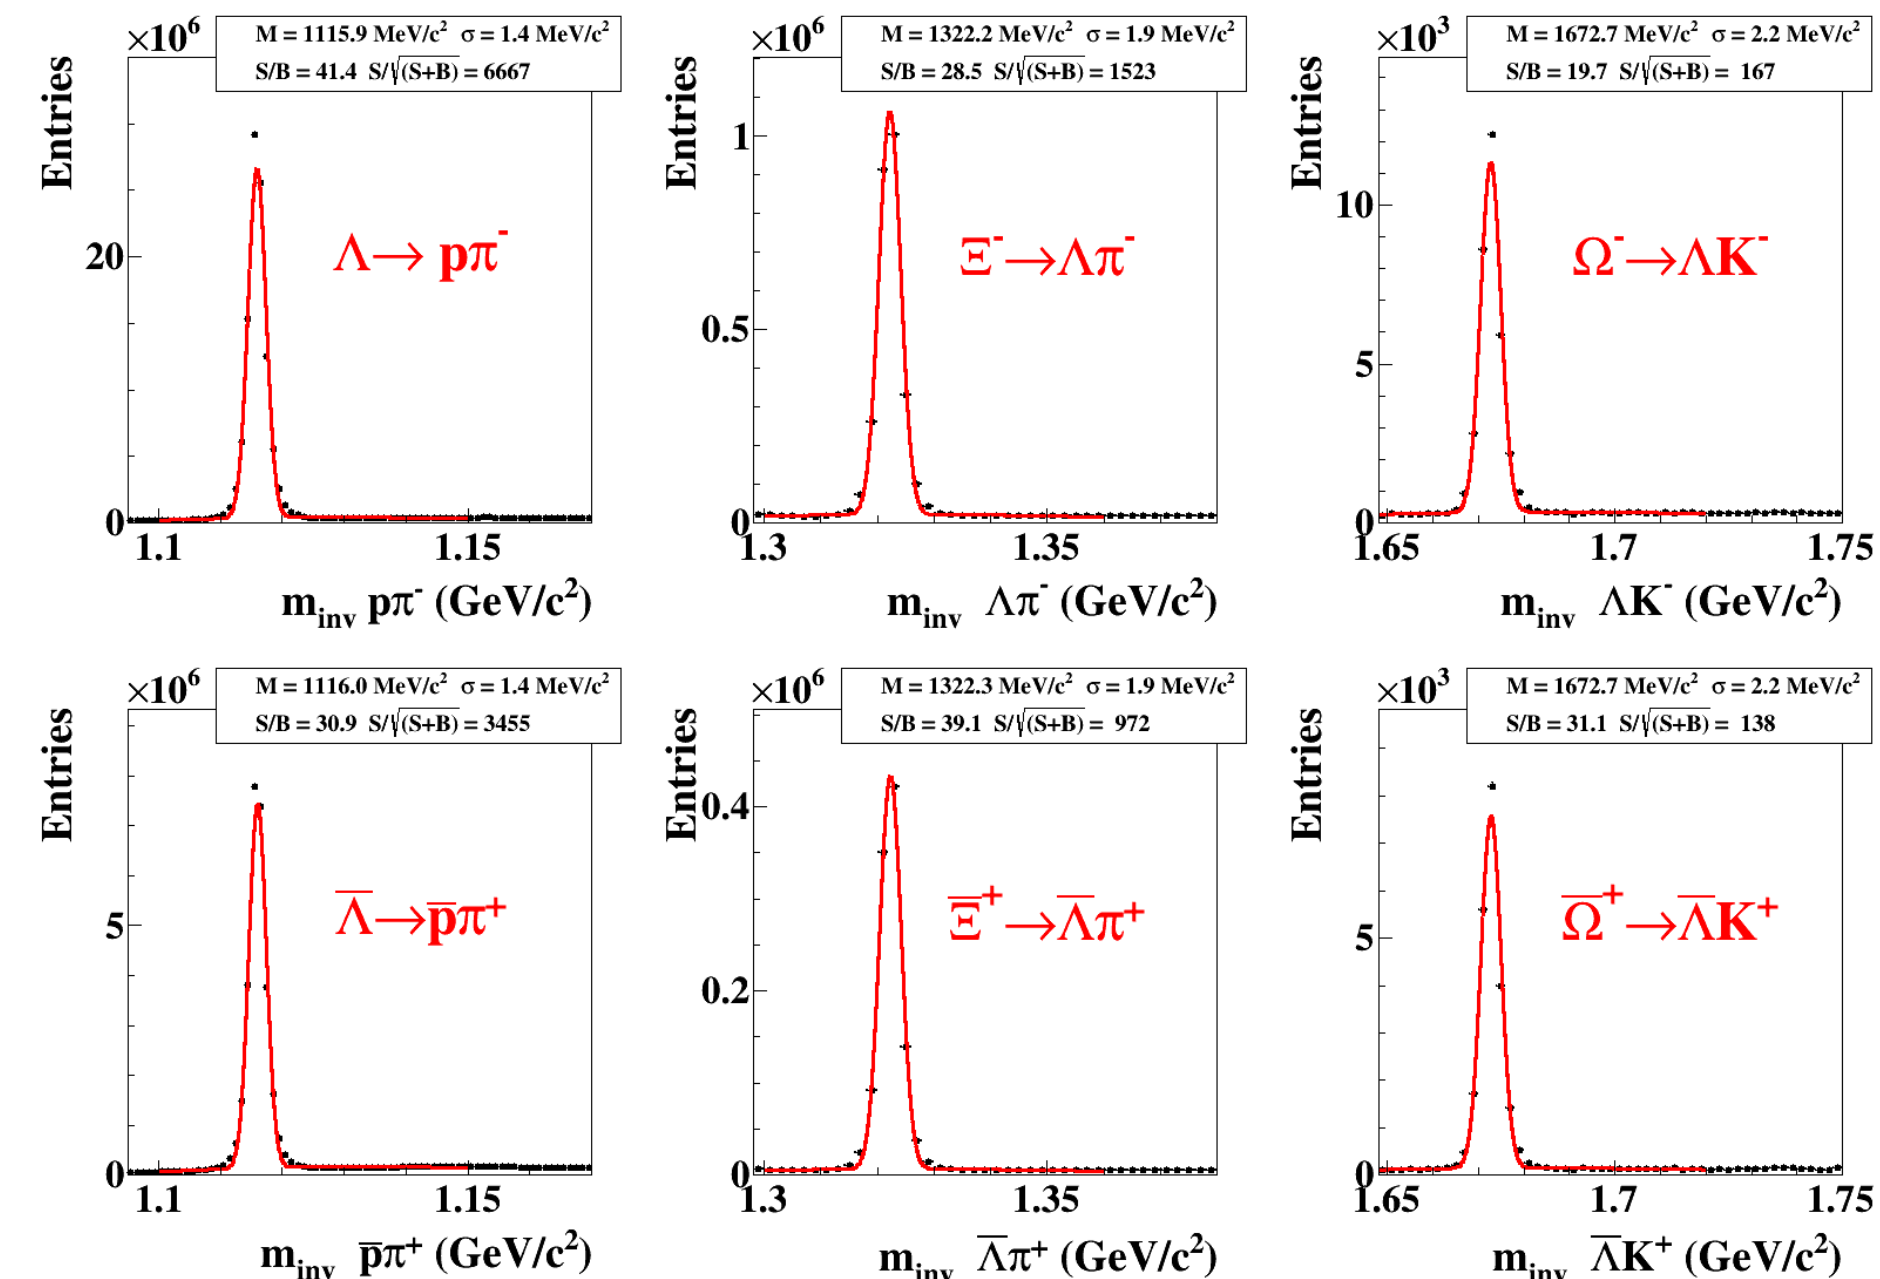 M = 1115.9 MeV/c² σ = 1.4 MeV/c²
S/B = 41.4 S/√(S+B) = 6667
×10⁶
Entries
20
0
Λ→ pπ⁻
1.1 1.15
m_inv pπ⁻ (GeV/c²)
M = 1322.2 MeV/c² σ = 1.9 MeV/c²
S/B = 28.5 S/√(S+B) = 1523
×10⁶
Entries
1
0.5
0
Ξ⁻→Λπ⁻
1.3 1.35
m_inv Λπ⁻ (GeV/c²)
M = 1672.7 MeV/c² σ = 2.2 MeV/c²
S/B = 19.7 S/√(S+B) = 167
×10³
Entries
10
5
0
Ω⁻→ΛK⁻
1.65 1.7 1.75
m_inv ΛK⁻ (GeV/c²)
M = 1116.0 MeV/c² σ = 1.4 MeV/c²
S/B = 30.9 S/√(S+B) = 3455
×10⁶
Entries
5
0
Λ̅→p̅π⁺
1.1 1.15
m_inv p̅π⁺ (GeV/c²)
M = 1322.3 MeV/c² σ = 1.9 MeV/c²
S/B = 39.1 S/√(S+B) = 972
×10⁶
Entries
0.4
0.2
0
Ξ̅⁺→Λ̅π⁺
1.3 1.35
m_inv Λ̅π⁺ (GeV/c²)
M = 1672.7 MeV/c² σ = 2.2 MeV/c²
S/B = 31.1 S/√(S+B) = 138
×10³
Entries
5
0
Ω̅⁺→Λ̅K⁺
1.65 1.7 1.75
m_inv Λ̅K⁺ (GeV/c²)